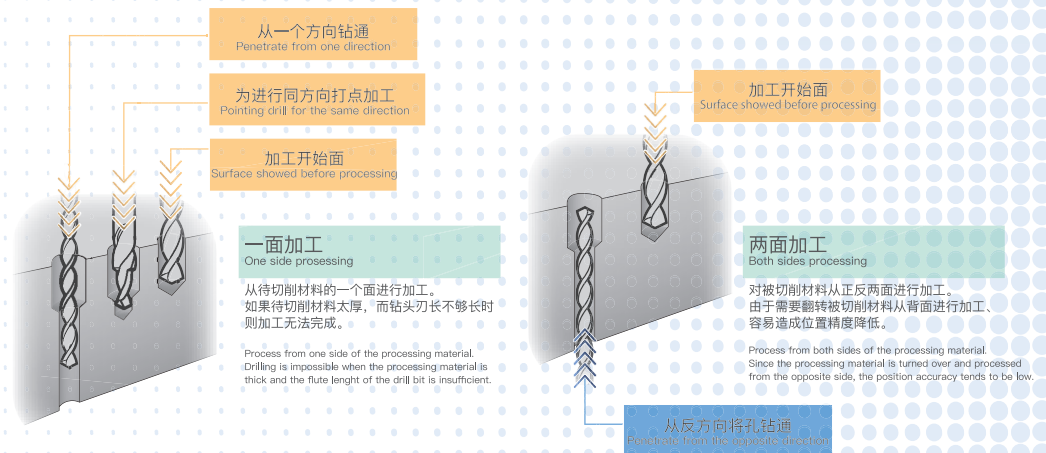 从一个方向钻通
Penetrate from one direction
为进行同方向打点加工
Pointing drill for the same direction
加工开始面
Surface showed before processing
一面加工
One side prosessing
从待切削材料的一个面进行加工。
如果待切削材料太厚，而钻头刃长不够长时
则加工无法完成。
Process from one side of the processing material.
Drilling is impossible when the processing material is
thick and the flute lenght of the drill bit is insufficient.
加工开始面
Surface showed before processing
两面加工
Both sides processing
对被切削材料从正反两面进行加工。
由于需要翻转被切削材料从背面进行加工、
容易造成位置精度降低。
Process from both sides of the processing material.
Since the processing material is turned over and processed
from the opposite side, the position accuracy tends to be low.
从反方向将孔钻通
Penetrate from the opposite direction